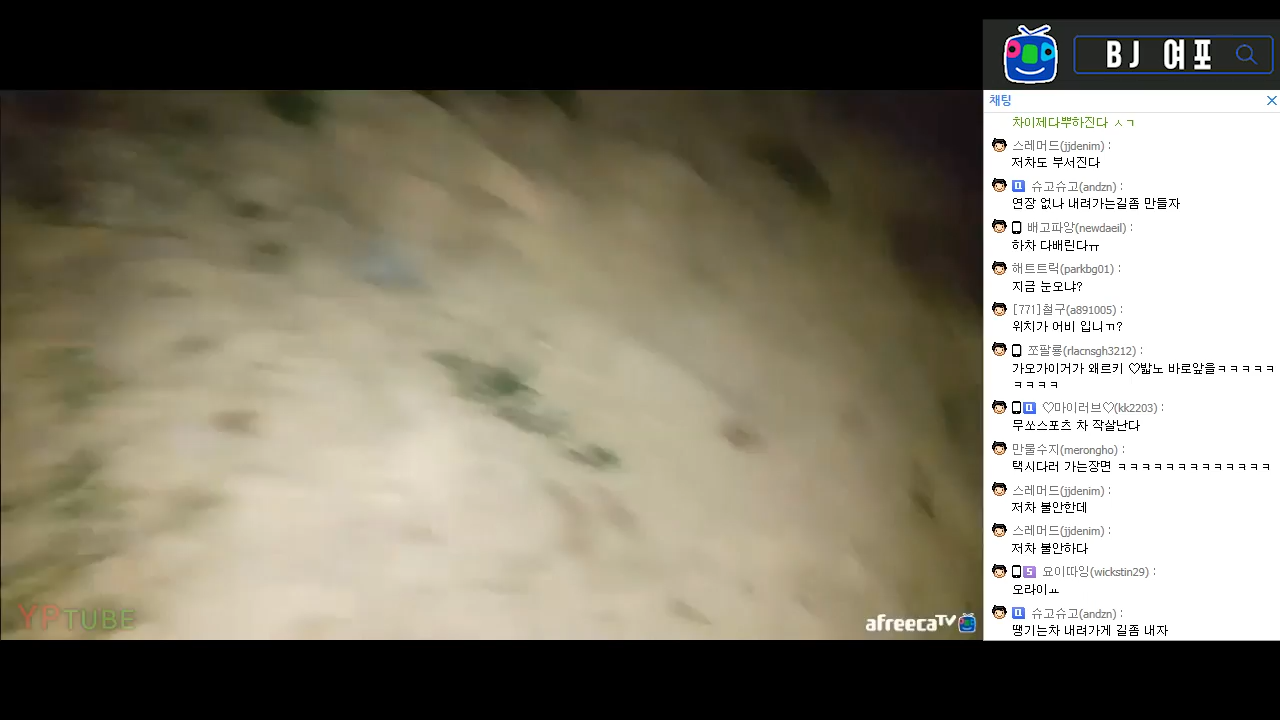 BJ 여포
채팅
차이제다뿌하진다 ㅅㄱ
스레머드(jjdenim) :
저차도 부서진다
슈고슈고(andzn) :
연장 없나 내려가는길좀 만들자
배고파앙(newdaeil) :
하차 다배린다ㅠ
해트트릭(parkbg01) :
지금 눈오냐?
[771]철구(a891005) :
위치가 어비 입니ㄲ?
쪼팔룡(rlacnsgh3212) :
가오가이거가 왜르키 ♡밟노 바로앞을ㅋㅋㅋㅋㅋ
ㅋㅋㅋㅋ
♡마이러브♡(kk2203) :
무쏘스포츠 차 작살난다
만물수지(merongho) :
택시다러 가는장면 ㅋㅋㅋㅋㅋㅋㅋㅋㅋㅋㅋㅋㅋ
스레머드(jjdenim) :
저차 불안한데
스레머드(jjdenim) :
저차 불안하다
요이따잉(wickstin29) :
오라이ㅛ
슈고슈고(andzn) :
땡기는차 내려가게 길좀 내자
YPTUBE
afreecaTV